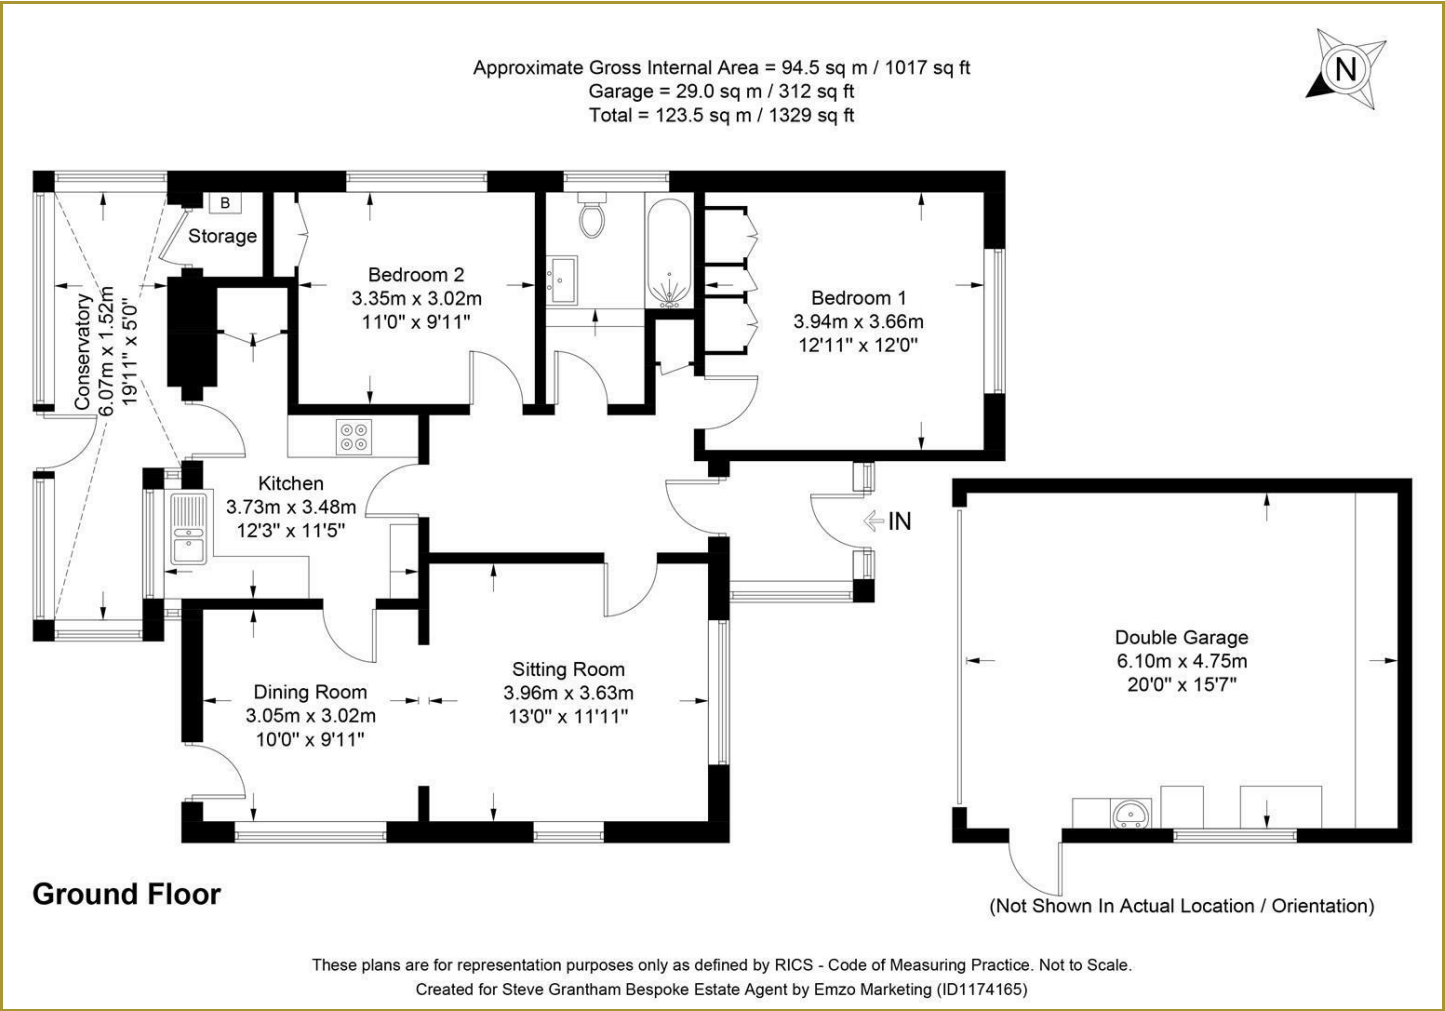 Approximate Gross Internal Area = 94.5 sq m / 1017 sq ft
Garage = 29.0 sq m / 312 sq ft
Total = 123.5 sq m / 1329 sq ft
N
B
Storage
Conservatory
6.07m x 1.52m
19'11" x 5'0"
Bedroom 2
3.35m x 3.02m
11'0" x 9'11"
Bedroom 1
3.94m x 3.66m
12'11" x 12'0"
Kitchen
3.73m x 3.48m
12'3" x 11'5"
IN
Dining Room
3.05m x 3.02m
10'0" x 9'11"
Sitting Room
3.96m x 3.63m
13'0" x 11'11"
Double Garage
6.10m x 4.75m
20'0" x 15'7"
Ground Floor
(Not Shown In Actual Location / Orientation)
These plans are for representation purposes only as defined by RICS - Code of Measuring Practice. Not to Scale.
Created for Steve Grantham Bespoke Estate Agent by Emzo Marketing (ID1174165)